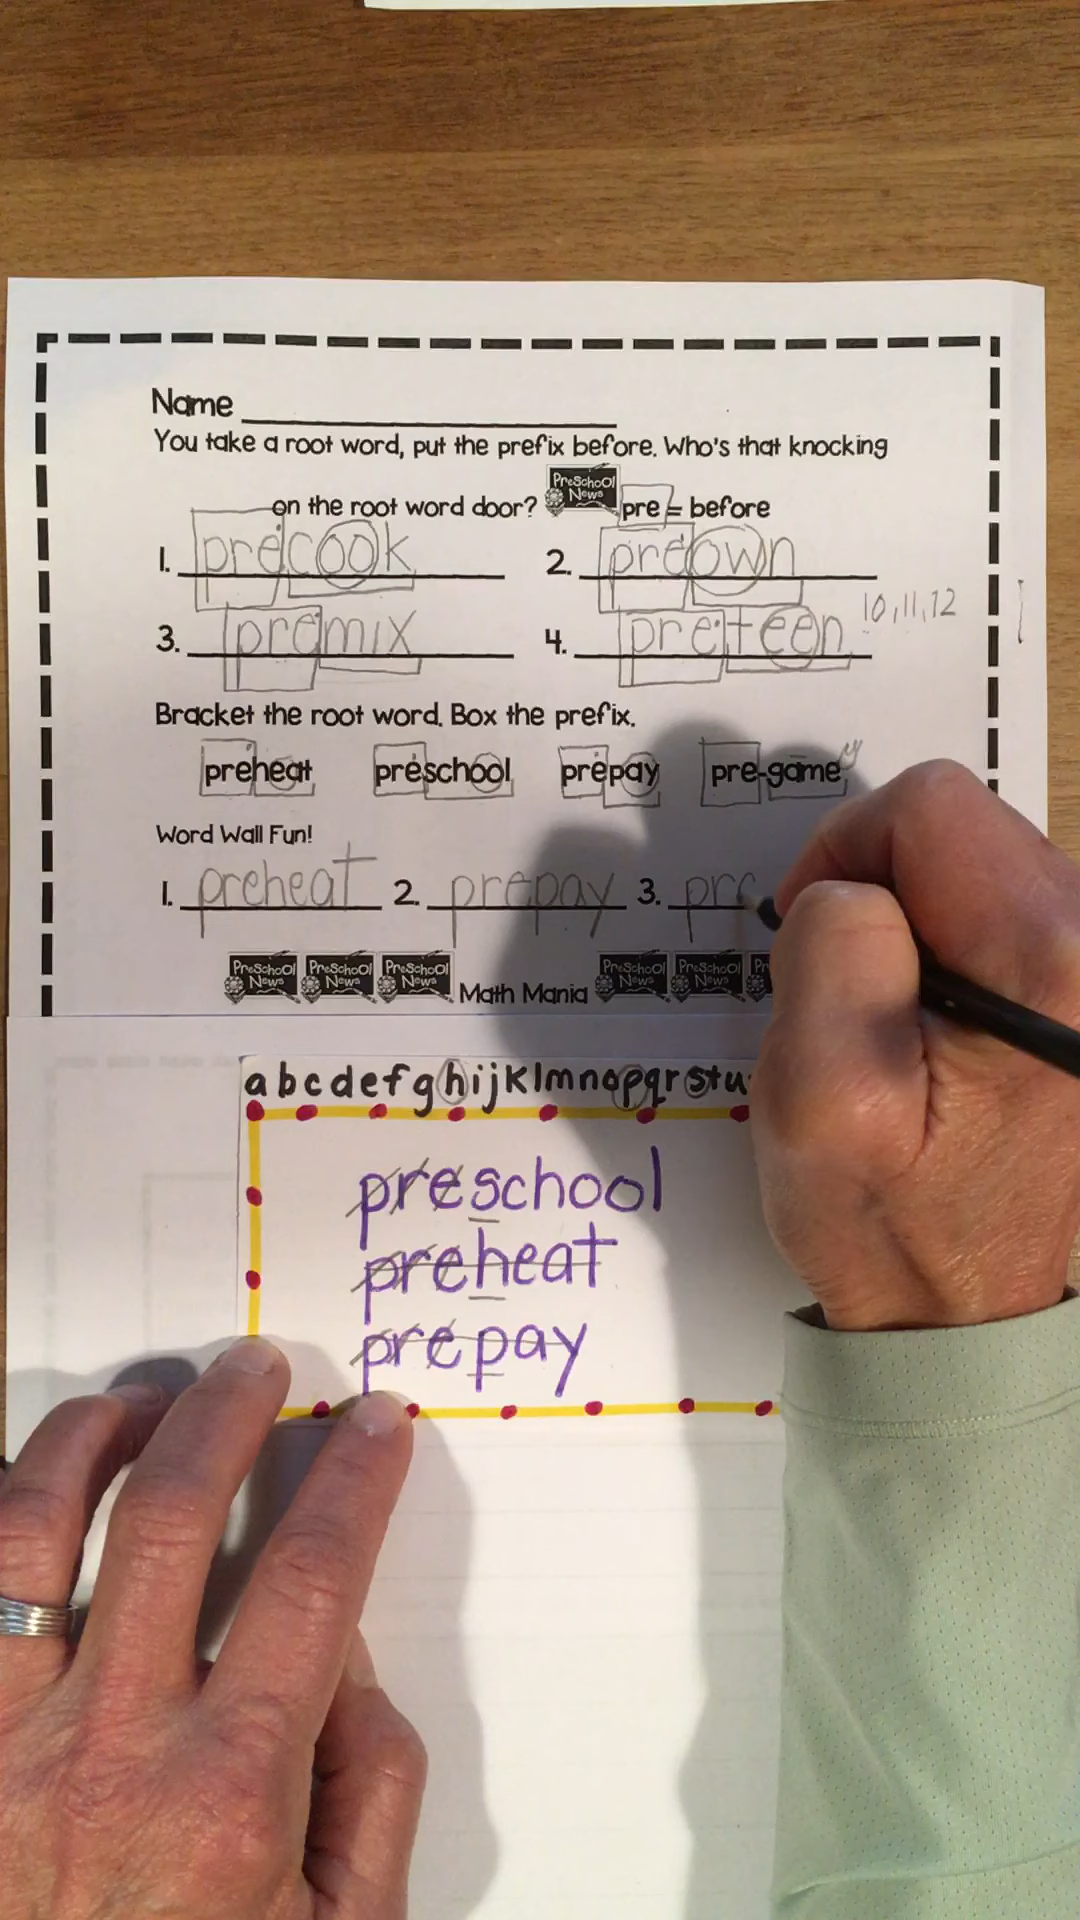 Name
You take a root word, put the prefix before. Who's that knocking
on the root word door? PreSchool News pre = before
1. precook 2. preown
3. premix 4. preteen 10, 11, 12
Bracket the root word. Box the prefix.
preheat preschool prepay pre-game
Word Wall Fun!
1. preheat 2. prepay 3. pre
PreSchool News PreSchool News PreSchool News Math Mania PreSchool News PreSchool News Pr
a b c d e f g h i j k l m n o p q r s t u
preschool
preheat
prepay